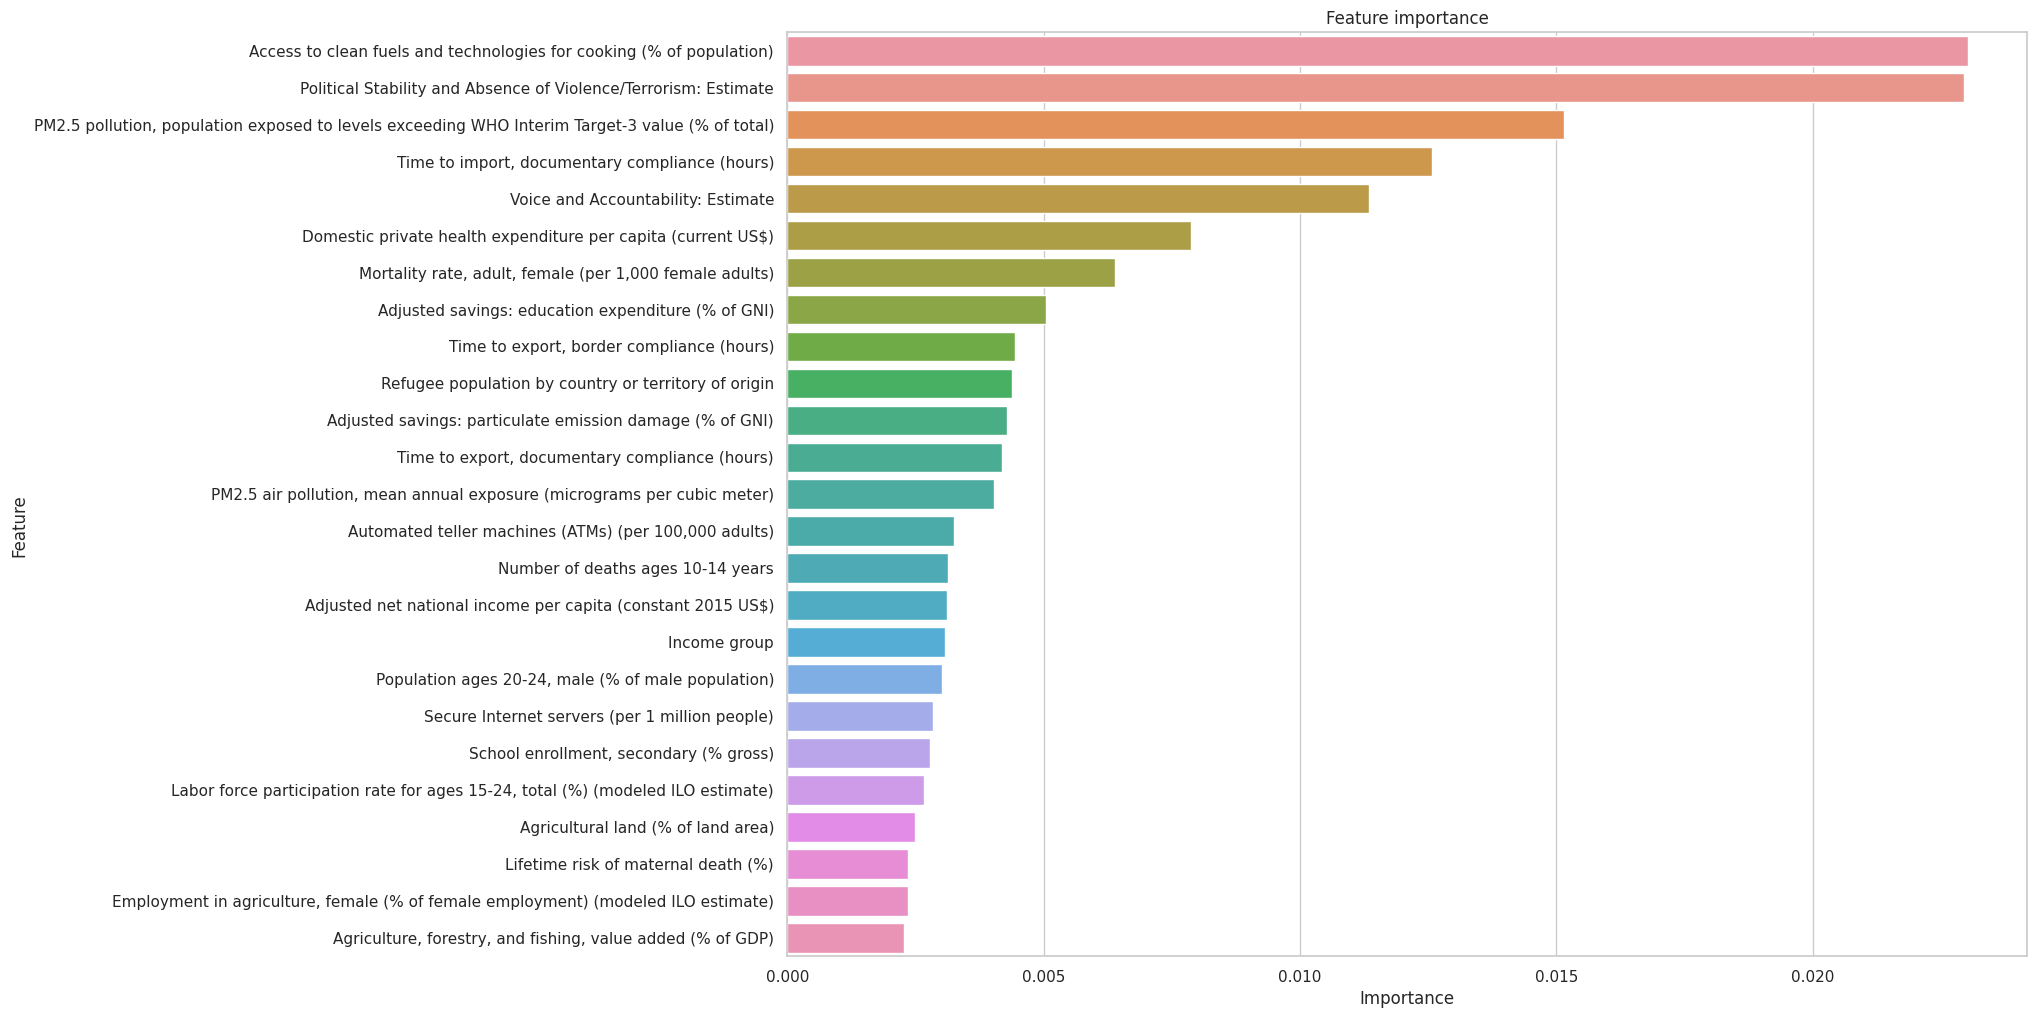 Feature importance
Access to clean fuels and technologies for cooking (% of population)
Political Stability and Absence of Violence/Terrorism: Estimate
PM2.5 pollution, population exposed to levels exceeding WHO Interim Target-3 value (% of total)
Time to import, documentary compliance (hours)
Voice and Accountability: Estimate
Domestic private health expenditure per capita (current US$)
Mortality rate, adult, female (per 1,000 female adults)
Adjusted savings: education expenditure (% of GNI)
Time to export, border compliance (hours)
Refugee population by country or territory of origin
Adjusted savings: particulate emission damage (% of GNI)
Time to export, documentary compliance (hours)
PM2.5 air pollution, mean annual exposure (micrograms per cubic meter)
Automated teller machines (ATMs) (per 100,000 adults)
Number of deaths ages 10-14 years
Adjusted net national income per capita (constant 2015 US$)
Income group
Population ages 20-24, male (% of male population)
Secure Internet servers (per 1 million people)
School enrollment, secondary (% gross)
Labor force participation rate for ages 15-24, total (%) (modeled ILO estimate)
Agricultural land (% of land area)
Lifetime risk of maternal death (%)
Employment in agriculture, female (% of female employment) (modeled ILO estimate)
Agriculture, forestry, and fishing, value added (% of GDP)
Feature
0.000 0.005 0.010 0.015 0.020
Importance